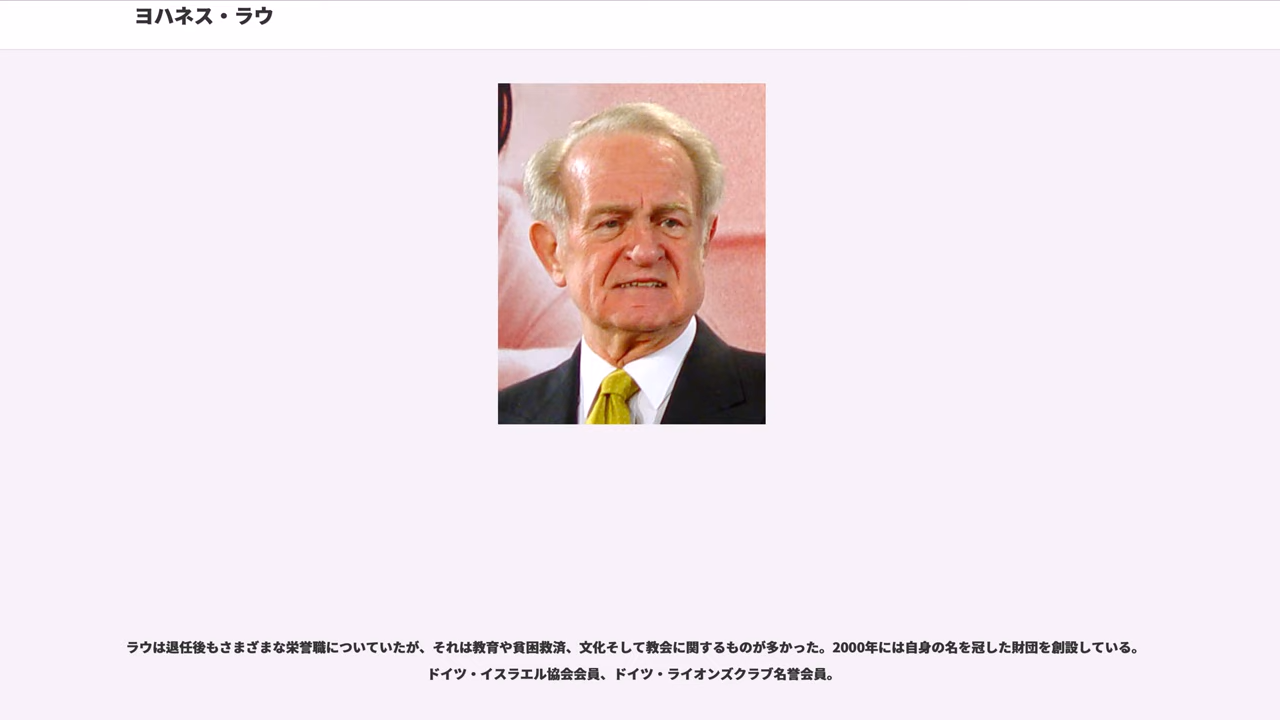 ヨハネス・ラウ
ラウは退任後もさまざまな栄誉職についていたが、それは教育や貧困救済、文化そして教会に関するものが多かった。2000年には自身の名を冠した財団を創設している。
ドイツ・イスラエル協会会員、ドイツ・ライオンズクラブ名誉会員。